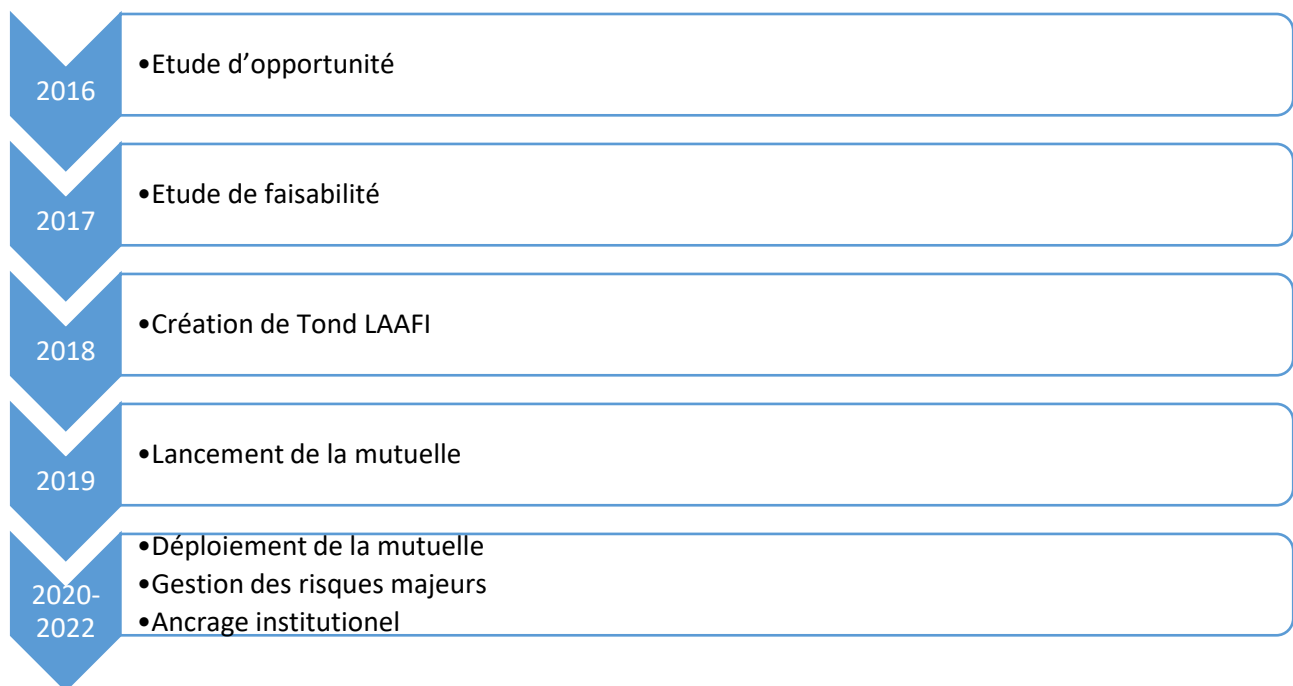 2016
•Etude d’opportunité
2017
•Etude de faisabilité
2018
•Création de Tond LAAFI
2019
•Lancement de la mutuelle
2020-
2022
•Déploiement de la mutuelle
•Gestion des risques majeurs
•Ancrage institutionel